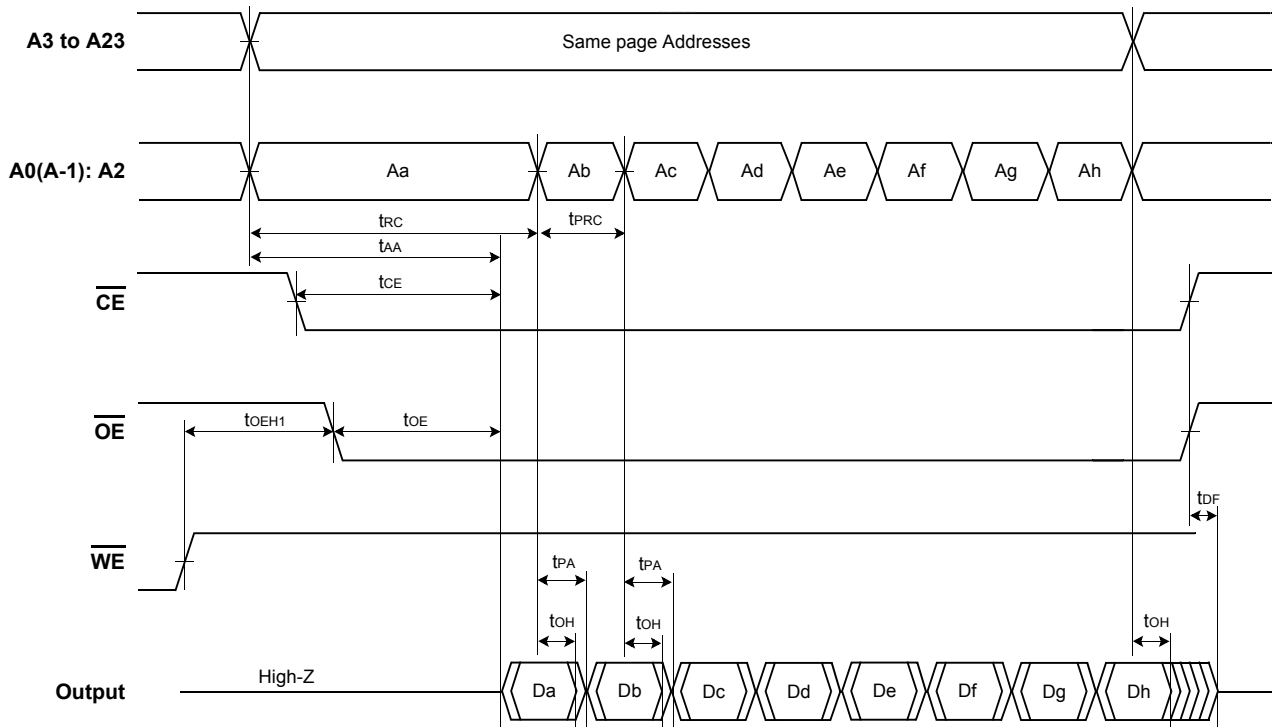 A3 to A23
Same page Addresses
A0(A-1): A2
Aa
Ab
Ac
Ad
Ae
Af
Ag
Ah
tRC
tPRC
tAA
CE
tCE
OE
tOEH1
tOE
tDF
WE
tPA
tPA
tOH
tOH
tOH
Output
High-Z
Da
Db
Dc
Dd
De
Df
Dg
Dh